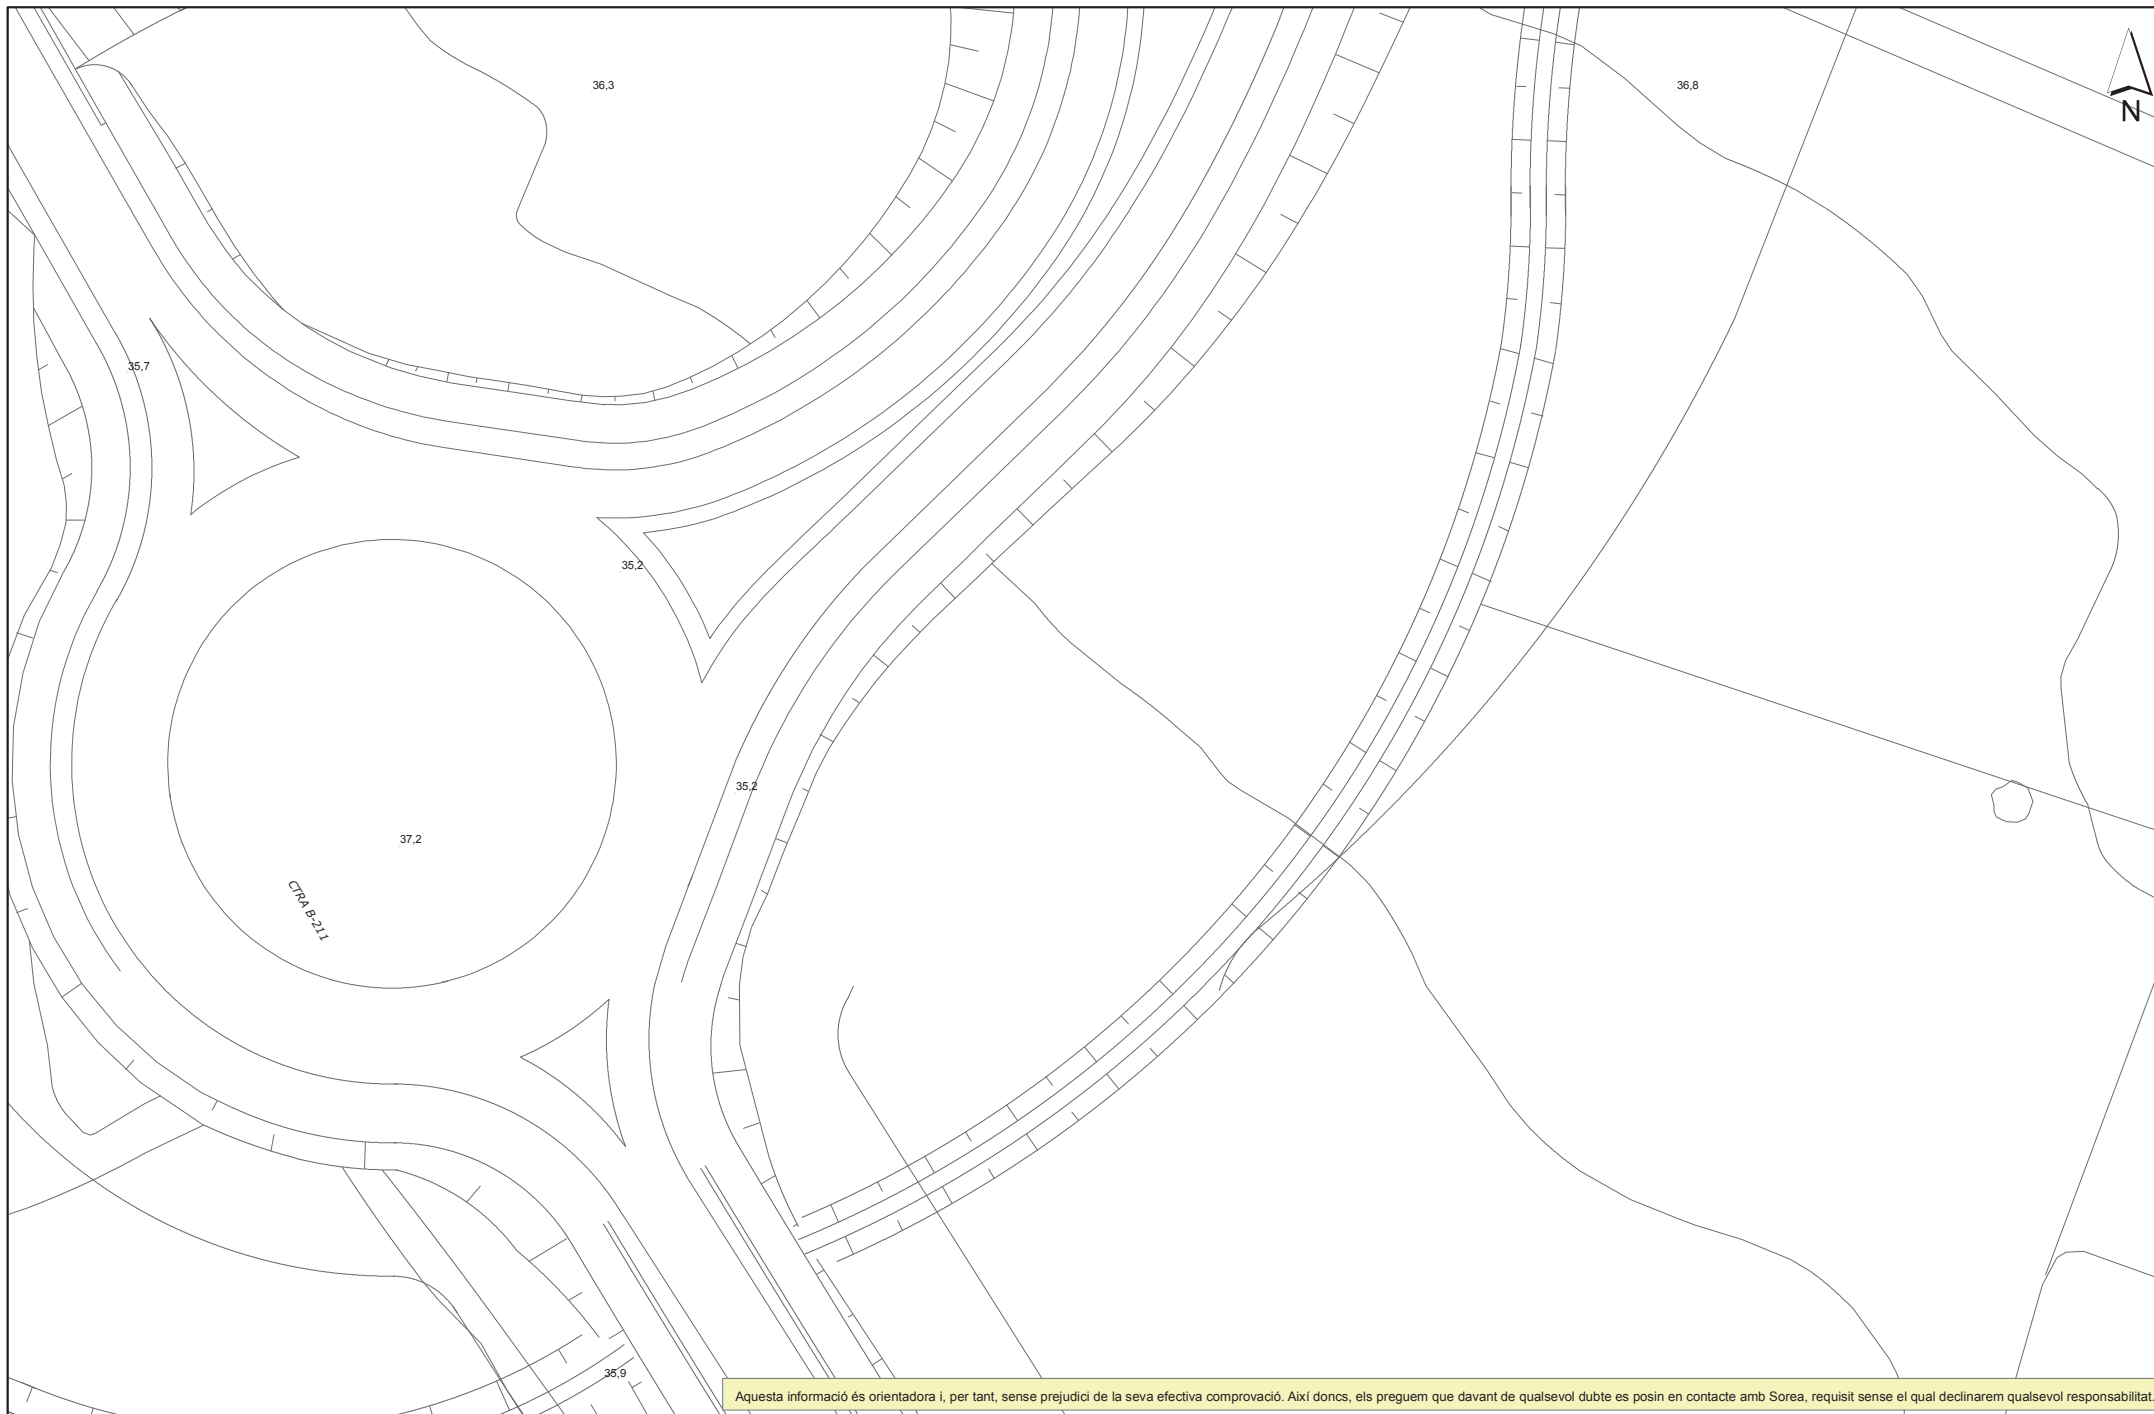 36,3
36,8
N
35,7
35,2
35,2
37,2
CTRA B-211
35,9
Aquesta informació és orientadora i, per tant, sense prejudici de la seva efectiva comprovació. Així doncs, els preguem que davant de qualsevol dubte es posin en contacte amb Sorea, requisit sense el qual declinarem qualsevol responsabilitat.